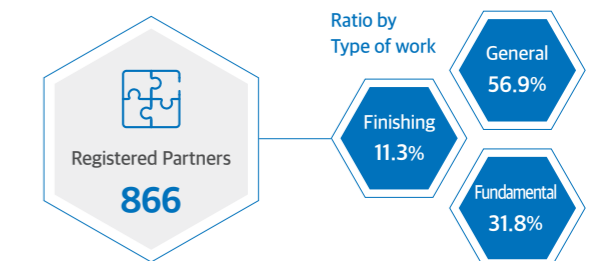 Ratio by
Type of work
General
56.9%
Finishing
11.3%
Registered Partners
866
Fundamental
31.8%